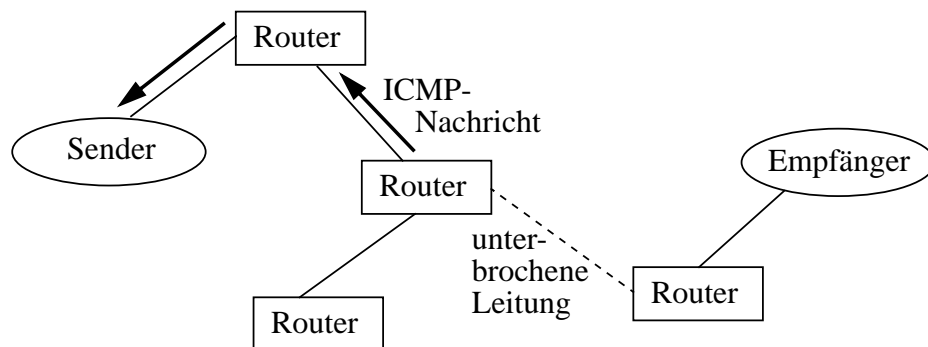 Router
ICMP-
Nachricht
Sender
Empfänger
Router
unter-
brochene
Leitung
Router
Router